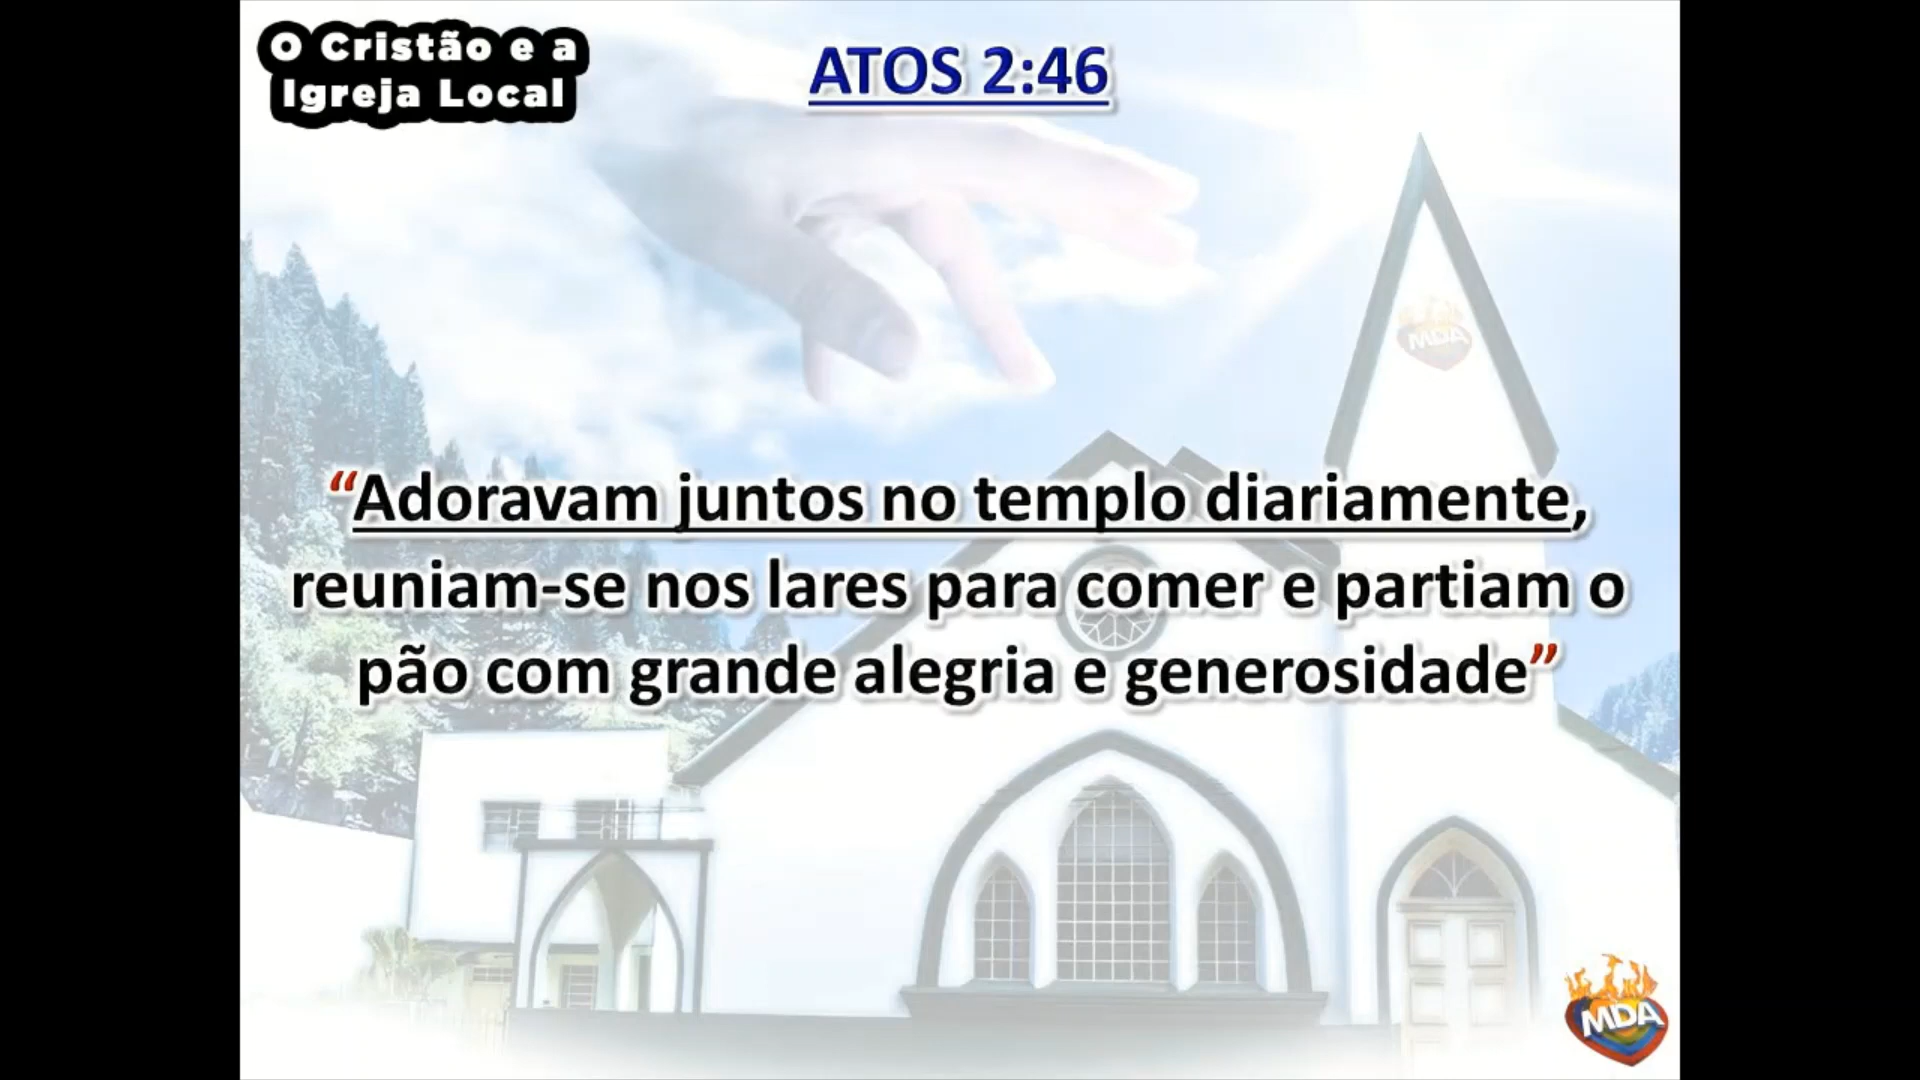 O Cristão e a
Igreja Local
ATOS 2:46
“Adoravam juntos no templo diariamente,
reuniam-se nos lares para comer e partiam o
pão com grande alegria e generosidade”
MDA
MDA